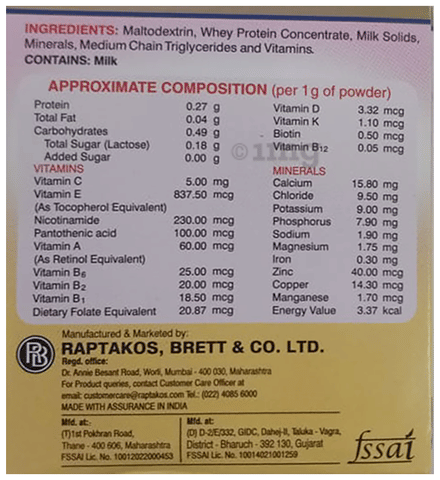 INGREDIENTS: Maltodextrin, Whey Protein Concentrate, Milk Solids,
Minerals, Medium Chain Triglycerides and Vitamins.
CONTAINS: Milk
APPROXIMATE COMPOSITION (per 1g of powder)
Protein 0.27 g
Total Fat 0.04 g
Carbohydrates 0.49 g
Total Sugar (Lactose) 0.18 g
Added Sugar 0.00 g
VITAMINS
Vitamin C 5.00 mg
Vitamin E 837.50 mcg
(As Tocopherol Equivalent)
Nicotinamide 230.00 mcg
Pantothenic acid 100.00 mcg
Vitamin A 60.00 mcg
(As Retinol Equivalent)
Vitamin B6 25.00 mcg
Vitamin B2 20.00 mcg
Vitamin B1 18.50 mcg
Dietary Folate Equivalent 20.87 mcg
Vitamin D 3.32 mcg
Vitamin K 1.10 mcg
Biotin 0.50 mcg
Vitamin B12 0.05 mcg
© 1mg
MINERALS
Calcium 15.80 mg
Chloride 9.50 mg
Potassium 9.00 mg
Phosphorus 7.90 mg
Sodium 1.90 mg
Magnesium 1.75 mg
Iron 0.30 mg
Zinc 40.00 mcg
Copper 14.30 mcg
Manganese 1.70 mcg
Energy Value 3.37 kcal
Manufactured & Marketed by:
RB
RAPTAKOS, BRETT & CO. LTD.
Regd. office:
Dr. Annie Besant Road, Worli, Mumbai - 400 030, Maharashtra
For Product queries, contact Customer Care Officer at
email: customercare@raptakos.com Tel.: (022) 4085 6000
MADE WITH ASSURANCE IN INDIA
Mfd. at:-
(T)1st Pokhran Road,
Thane - 400 606, Maharashtra
FSSAI Lic. No. 10012022000453
Mfd. at:
(D) D-2/E/332, GIDC, Dahej-II, Taluka - Vagra,
District - Bharuch - 392 130, Gujarat
FSSAI Lic. No. 10014021001259
fssai